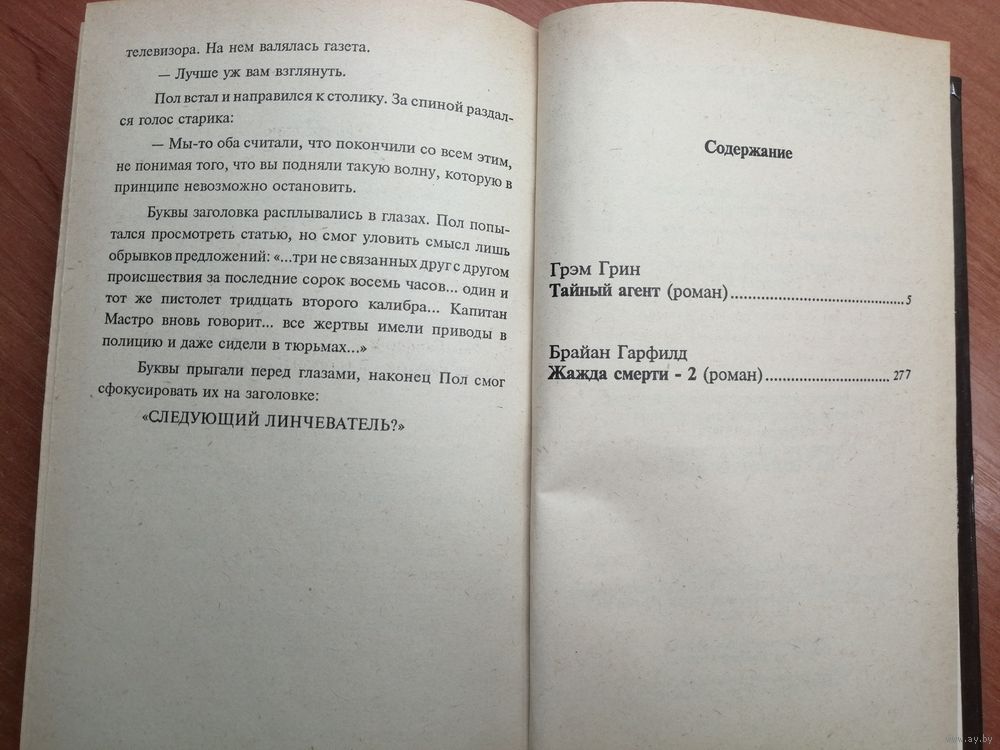 телевизора. На нем валялась газета.
— Лучше уж вам взглянуть.
Пол встал и направился к столику. За спиной раздал-
ся голос старика:
— Мы-то оба считали, что покончили со всем этим,
не понимая того, что вы подняли такую волну, которую в
принципе невозможно остановить.
Буквы заголовка расплывались в глазах. Пол попы-
тался просмотреть статью, но смог уловить смысл лишь
обрывков предложений: «...три не связанных друг с другом
происшествия за последние сорок восемь часов... один и
тот же пистолет тридцать второго калибра... Капитан
Мастро вновь говорит... все жертвы имели приводы в
полицию и даже сидели в тюрьмах...»
Буквы прыгали перед глазами, наконец Пол смог
сфокусировать их на заголовке:
«СЛЕДУЮЩИЙ ЛИНЧЕВАТЕЛЬ?»
Содержание
Грэм Грин
Тайный агент (роман)........................................5
Брайан Гарфилд
Жажда смерти - 2 (роман)............................277
www.ay.by